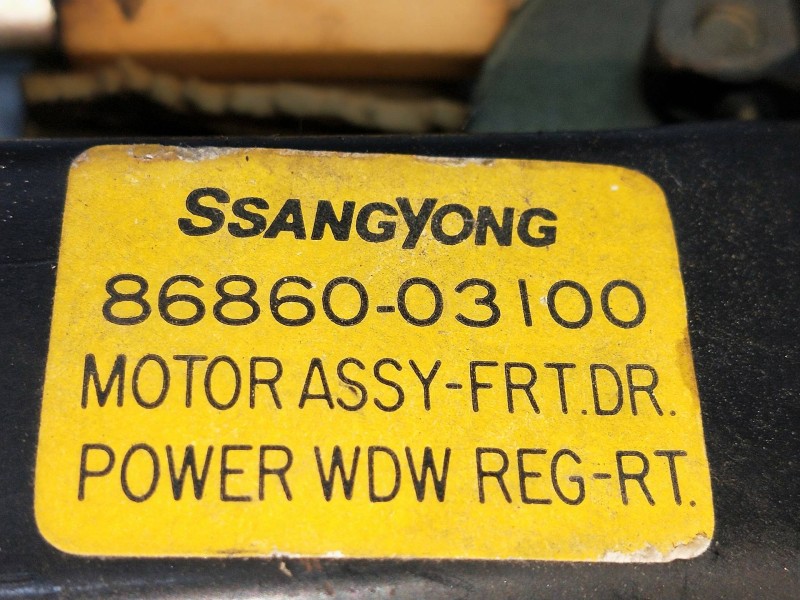 SSANGYONG
86860-03100
MOTOR ASSY-FRT.DR.
POWER WDW REG-RT.